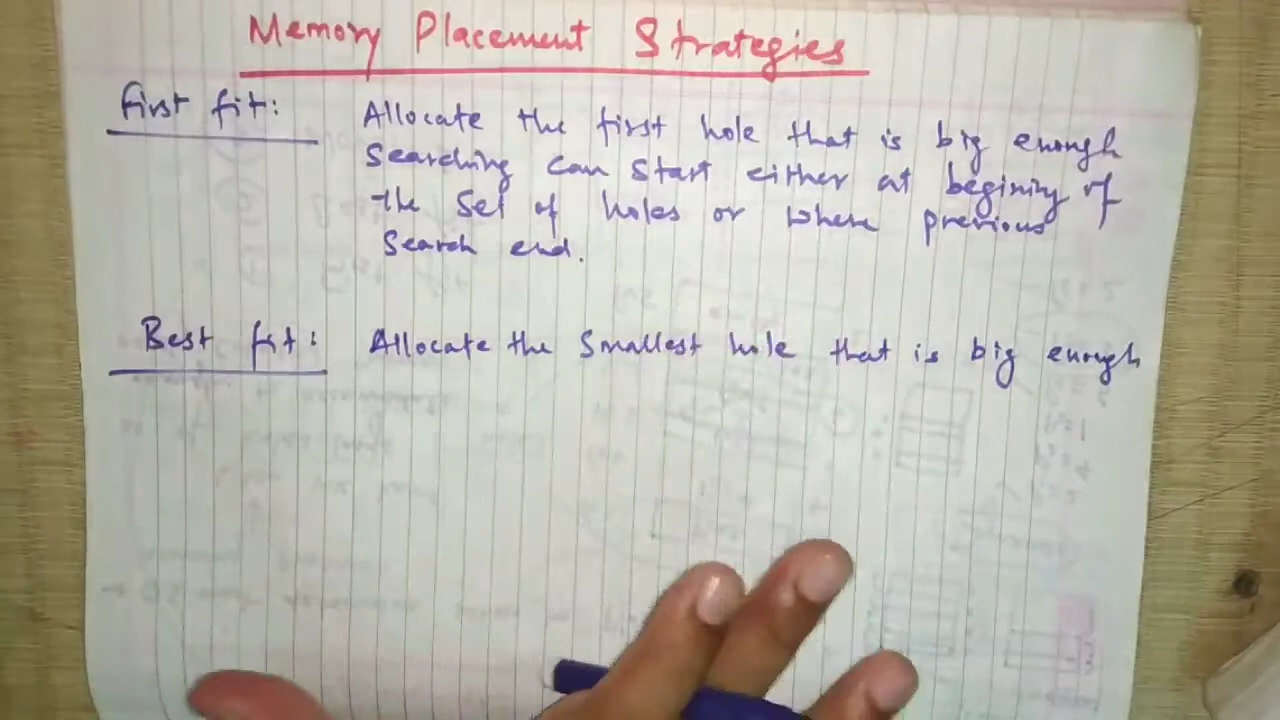 Memory Placement Strategies
First fit: Allocate the first hole that is big enough
Searching can start either at begining of
the set of holes or where previous
search end.
Best fit: Allocate the smallest hole that is big enough